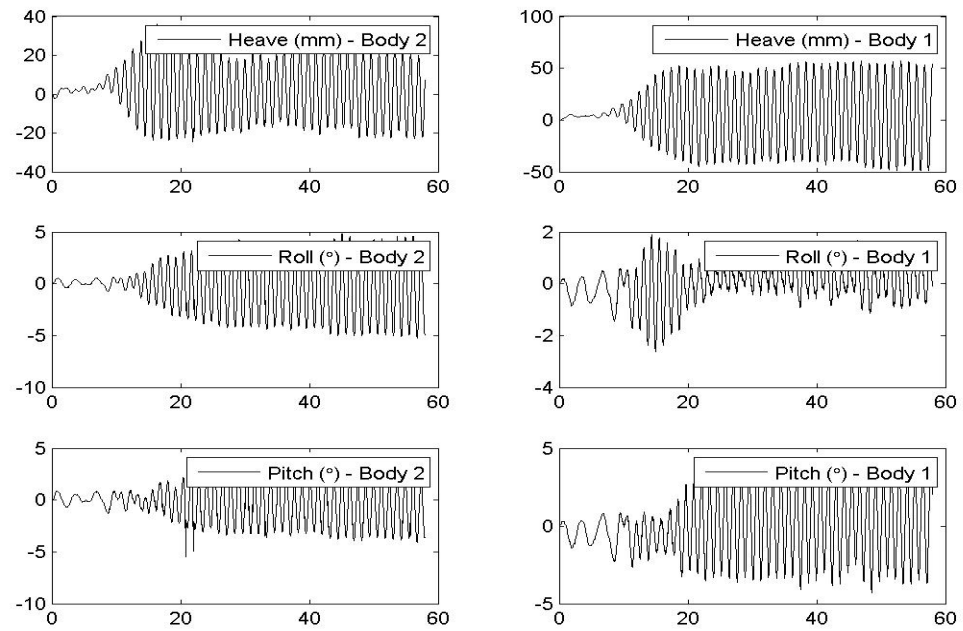 40
20
0
-20
-40
Heave (mm) - Body 2
0 20 40 60
100
50
0
-50
Heave (mm) - Body 1
0 20 40 60
5
0
-5
-10
Roll (°) - Body 2
0 20 40 60
2
0
-2
-4
Roll (°) - Body 1
0 20 40 60
5
0
-5
-10
Pitch (°) - Body 2
0 20 40 60
5
0
-5
Pitch (°) - Body 1
0 20 40 60